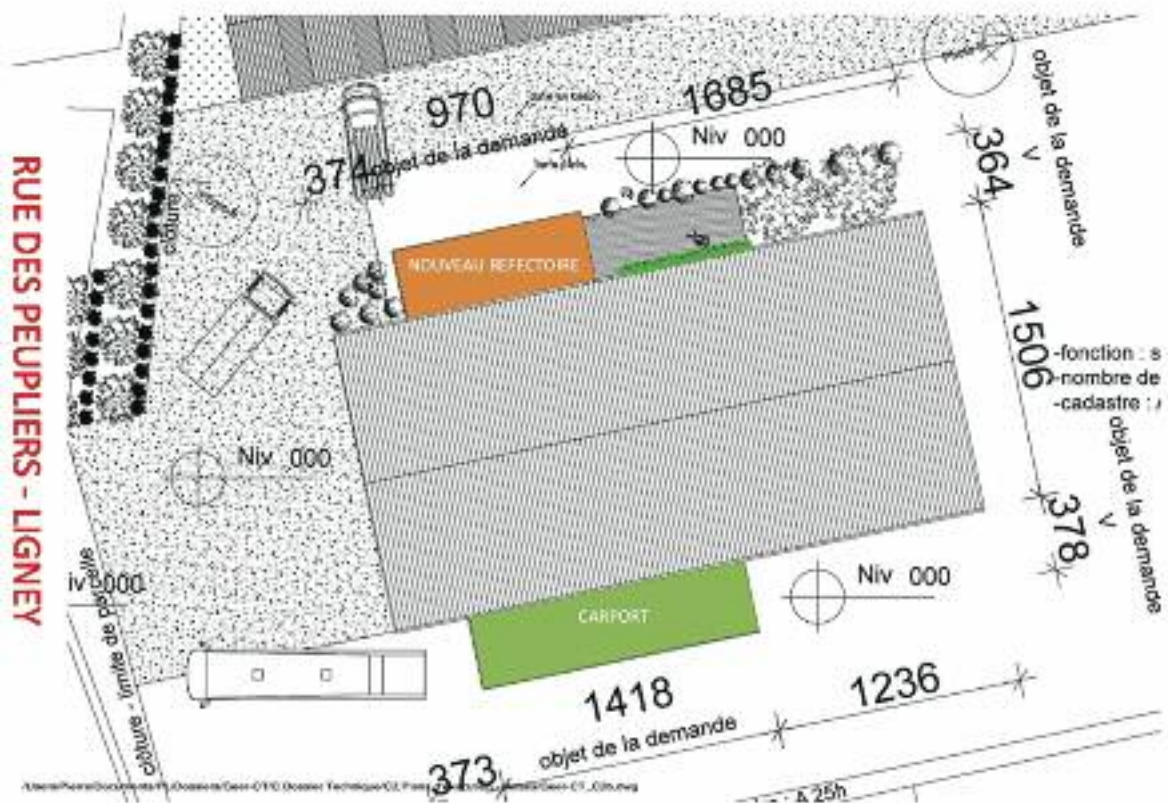 RUE DES PEUPLIERS - LIGNEY
970
1685
374
objet de la demande
Niv 000
364
objet de la demande
V
clôture
NOUVEAU REFECTOIRE
1506
-fonction : s
-nombre de
-cadastre :
Niv 000
378
objet de la demande
V
iv 000
clôture - limite de parcelle
Niv 000
CARPORT
1418
1236
objet de la demande
373
: A 25h